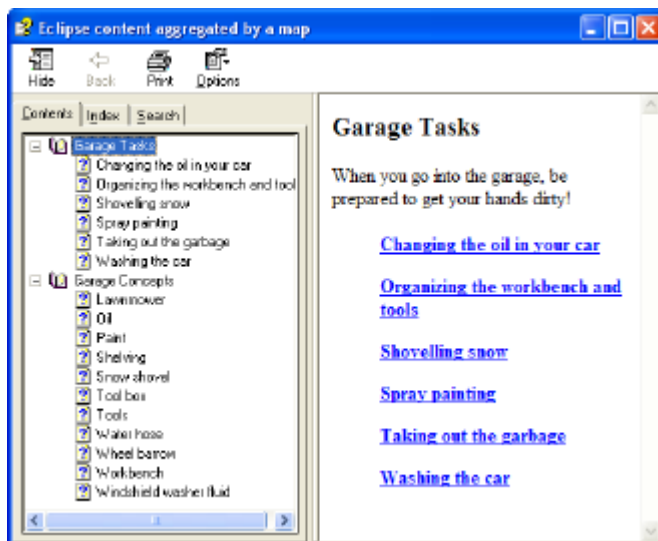 Eclipse content aggregated by a map
Hide Back Print Options
Contents Index Search
Garage Tasks
Changing the oil in your car
Organizing the workbench and tool
Shovelling snow
Spray painting
Taking out the garbage
Washing the car
Garage Concepts
Lawnmower
Oil
Paint
Shelving
Snow shovel
Tool box
Tools
Water hose
Wheel barrow
Workbench
Windshield washer fluid
Garage Tasks
When you go into the garage, be
prepared to get your hands dirty!
Changing the oil in your car
Organizing the workbench and
tools
Shovelling snow
Spray painting
Taking out the garbage
Washing the car